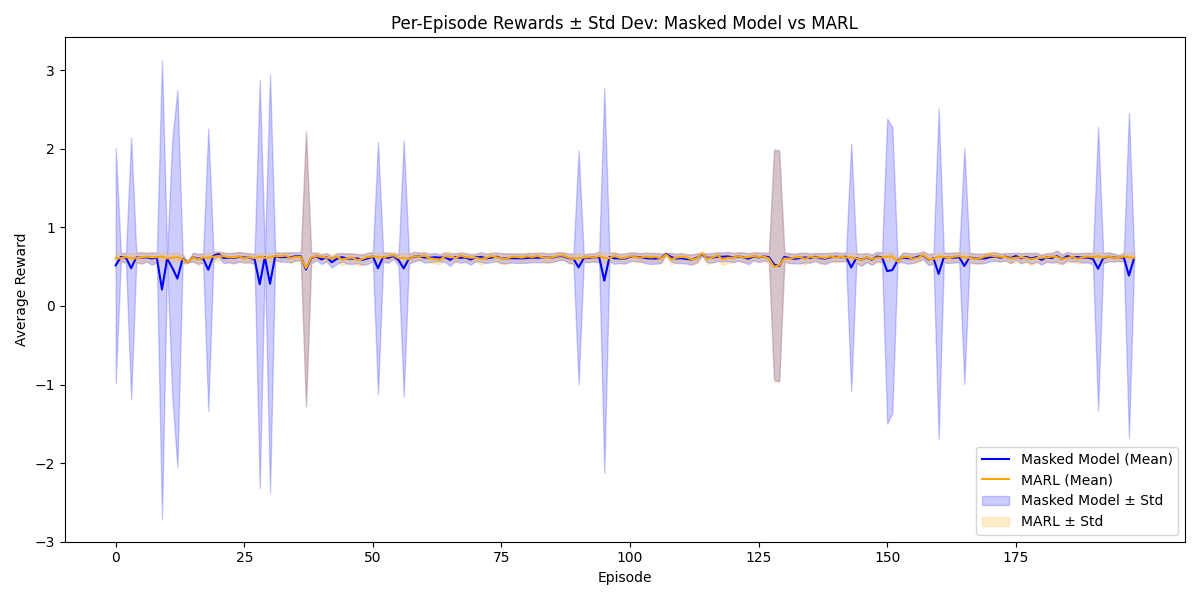 Per-Episode Rewards ± Std Dev: Masked Model vs MARL
3
2
1
0
−1
−2
−3
Average Reward
0 25 50 75 100 125 150 175
Episode
Masked Model (Mean)
MARL (Mean)
Masked Model ± Std
MARL ± Std